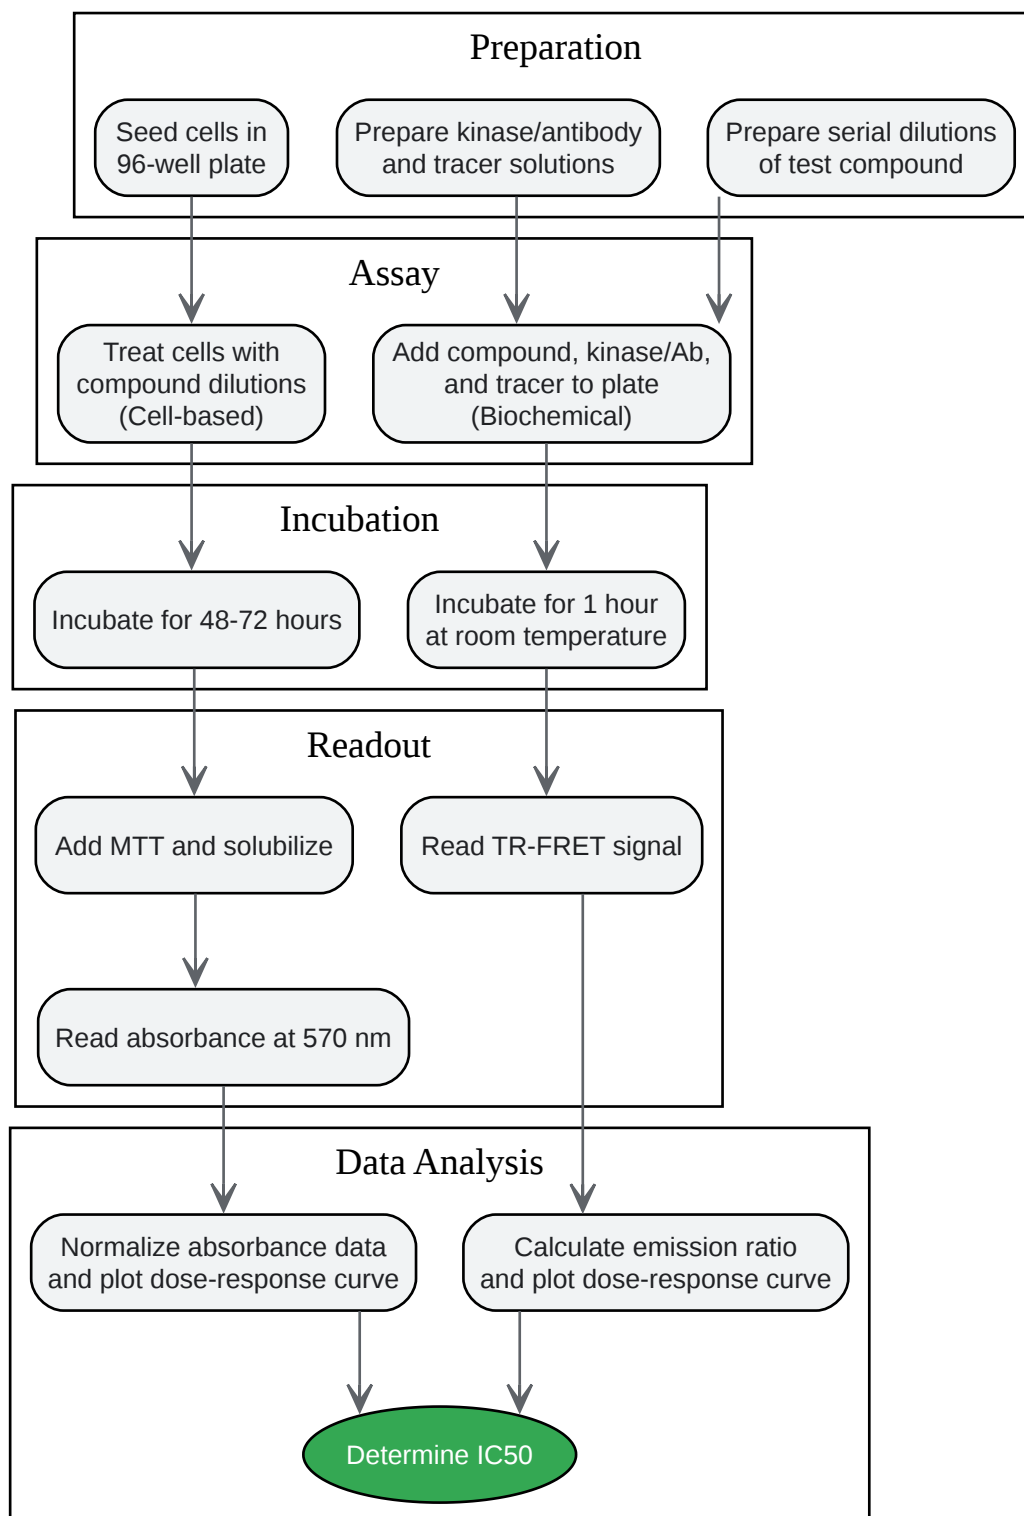 Preparation
Seed cells in
96-well plate
Prepare kinase/antibody
and tracer solutions
Prepare serial dilutions
of test compound
Assay
Treat cells with
compound dilutions
(Cell-based)
Add compound, kinase/Ab,
and tracer to plate
(Biochemical)
Incubation
Incubate for 48-72 hours
Incubate for 1 hour
at room temperature
Readout
Add MTT and solubilize
Read TR-FRET signal
Read absorbance at 570 nm
Data Analysis
Normalize absorbance data
and plot dose-response curve
Calculate emission ratio
and plot dose-response curve
Determine IC50